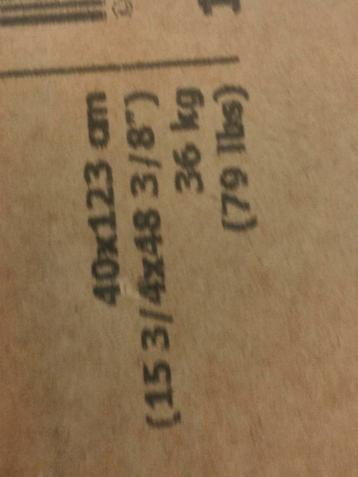 40x123 cm
(15 3/4x48 3/8")
36 kg
(79 lbs)